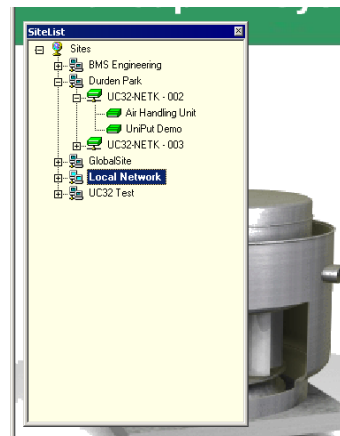 SiteList
Sites
BMS Engineering
Durden Park
UC32-NETK - 002
Air Handling Unit
UniPut Demo
UC32-NETK - 003
GlobalSite
Local Network
UC32 Test